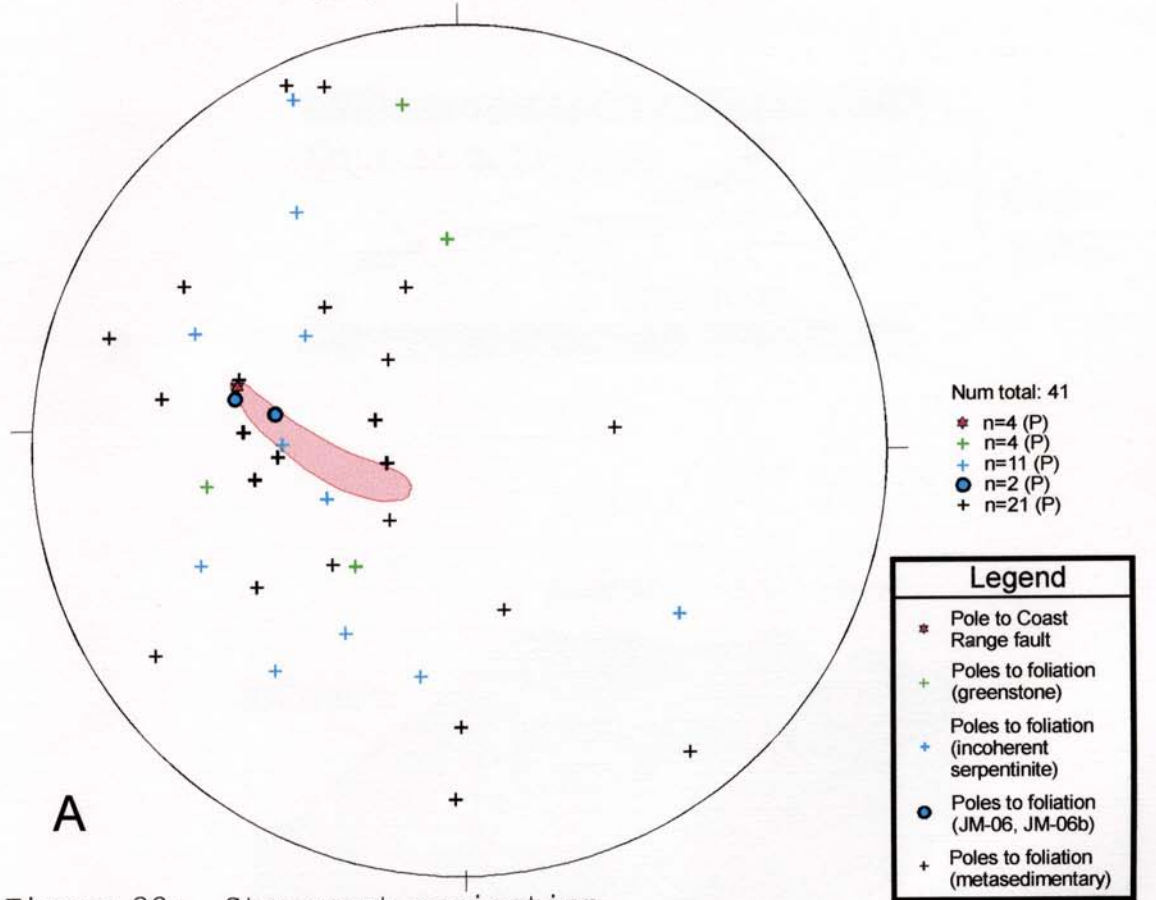 Num total: 41
n=4 (P)
n=4 (P)
n=11 (P)
n=2 (P)
n=21 (P)
Legend
Pole to Coast
Range fault
Poles to foliation
(greenstone)
Poles to foliation
(incoherent
serpentinite)
Poles to foliation
(JM-06, JM-06b)
Poles to foliation
(metasedimentary)
A